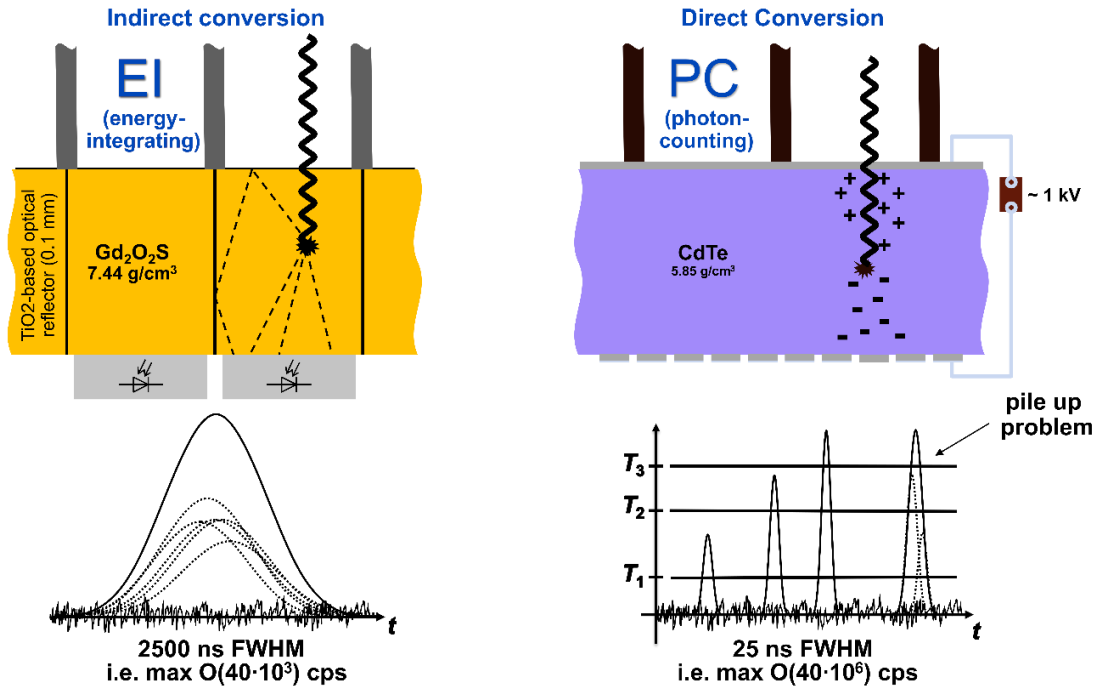 Indirect conversion
EI
(energy-
integrating)
TiO2-based optical
reflector (0.1 mm)
Gd₂O₂S
7.44 g/cm³
t
2500 ns FWHM
i.e. max O(40·10³) cps
Direct Conversion
PC
(photon-
counting)
+ + + + + + +
~ 1 kV
CdTe
5.85 g/cm³
- - - - - - - - -
pile up
problem
T₃
T₂
T₁
t
25 ns FWHM
i.e. max O(40·10⁶) cps